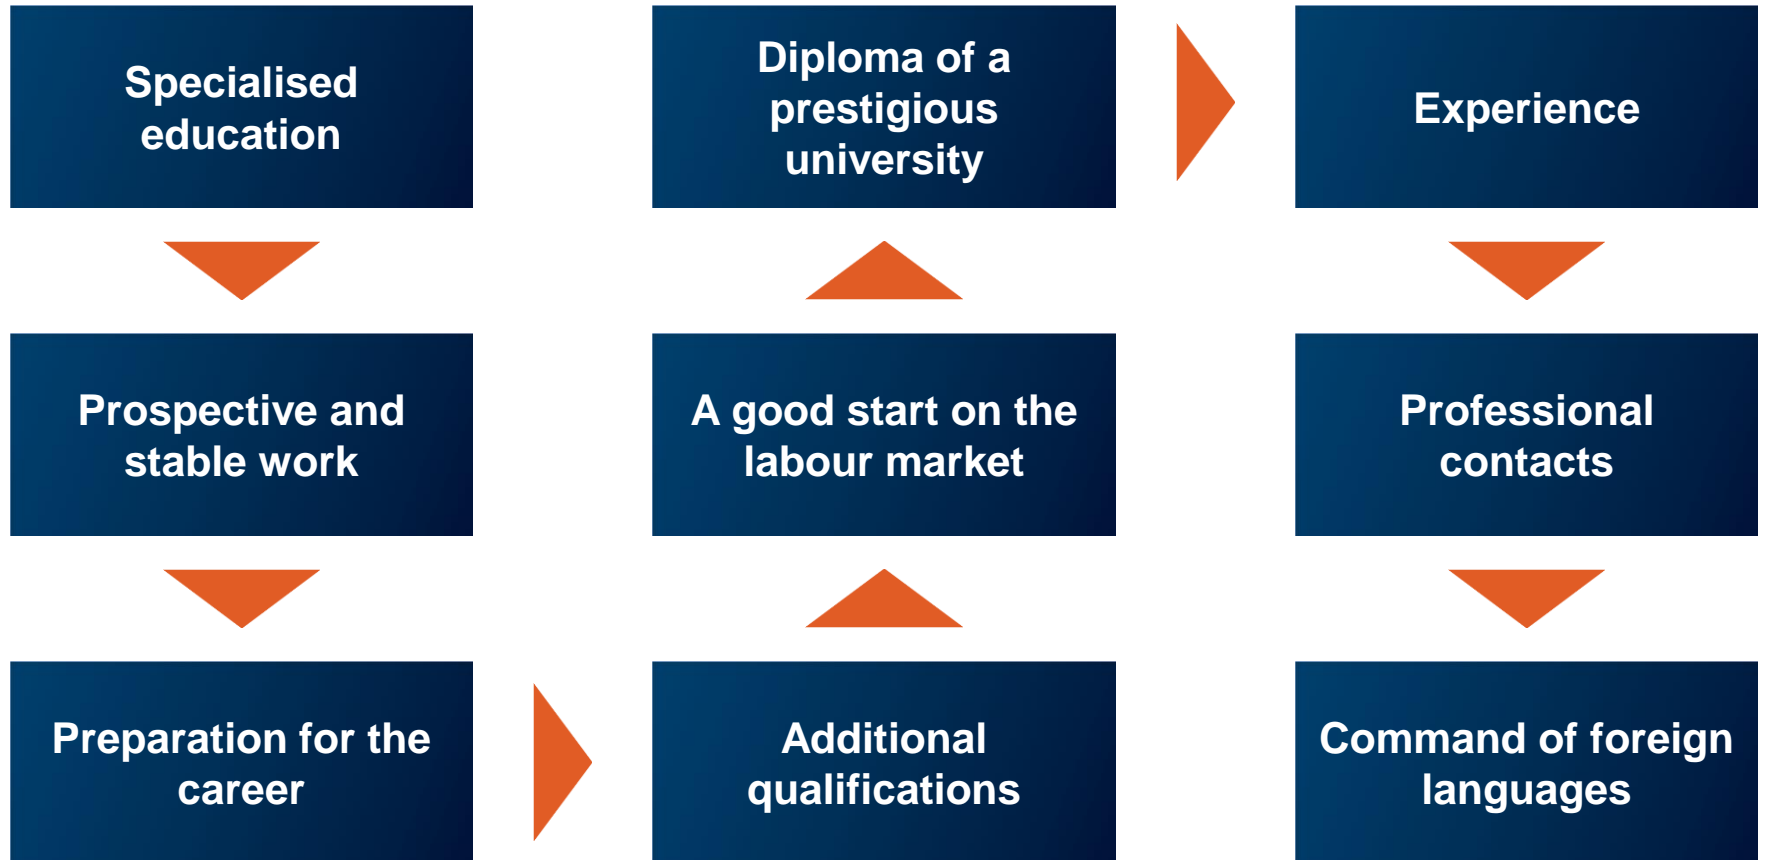 Specialised
education
Prospective and
stable work
Preparation for the
career
Additional
qualifications
A good start on the
labour market
Diploma of a
prestigious
university
Experience
Professional
contacts
Command of foreign
languages